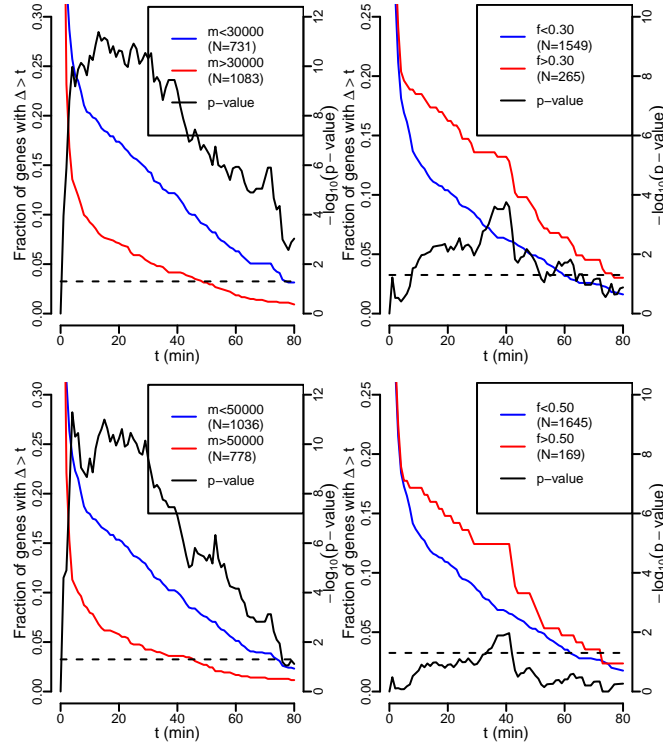 m<30000
(N=731)
m>30000
(N=1083)
p-value
Fraction of genes with Δ > t
0.00 0.05 0.10 0.15 0.20 0.25 0.30
0 20 40 60 80
t (min)
0 2 4 6 8 10 12
−log10(p − value)
f<0.30
(N=1549)
f>0.30
(N=265)
p-value
Fraction of genes with Δ > t
0.00 0.05 0.10 0.15 0.20 0.25
0 20 40 60 80
t (min)
0 2 4 6 8 10
−log10(p − value)
m<50000
(N=1036)
m>50000
(N=778)
p-value
Fraction of genes with Δ > t
0.00 0.05 0.10 0.15 0.20 0.25 0.30
0 20 40 60 80
t (min)
0 2 4 6 8 10 12
−log10(p − value)
f<0.50
(N=1645)
f>0.50
(N=169)
p-value
Fraction of genes with Δ > t
0.00 0.05 0.10 0.15 0.20 0.25
0 20 40 60 80
t (min)
0 2 4 6 8 10
−log10(p − value)